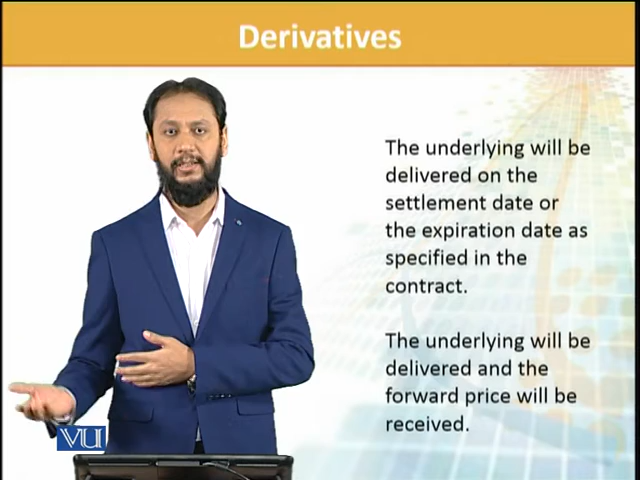 Derivatives
The underlying will be
delivered on the
settlement date or
the expiration date as
specified in the
contract.
The underlying will be
delivered and the
forward price will be
received.
VU